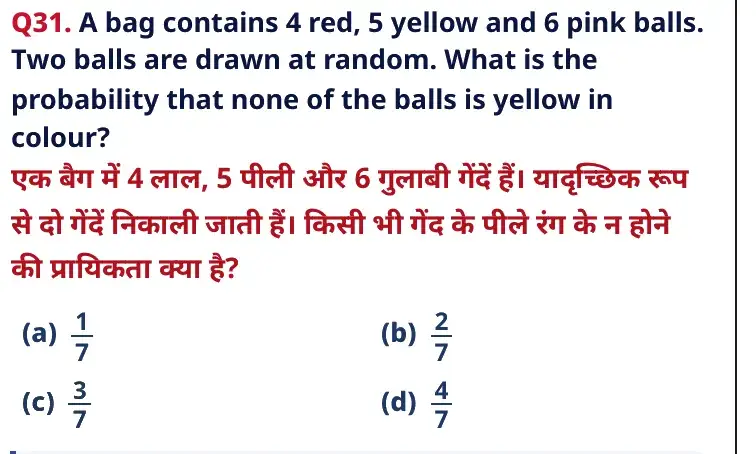 Q31. A bag contains 4 red, 5 yellow and 6 pink balls.
Two balls are drawn at random. What is the
probability that none of the balls is yellow in
colour?
एक बैग में 4 लाल, 5 पीली और 6 गुलाबी गेंदें हैं। यादृच्छिक रूप
से दो गेंदें निकाली जाती हैं। किसी भी गेंद के पीले रंग के न होने
की प्रायिकता क्या है?
(a) 1/7 (b) 2/7
(c) 3/7 (d) 4/7